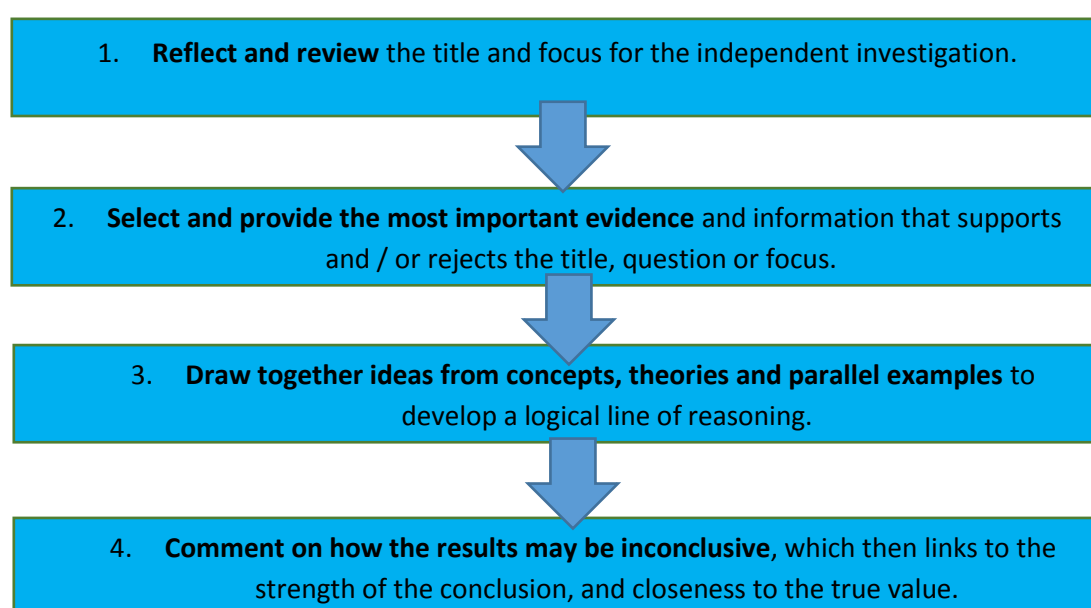 1. Reflect and review the title and focus for the independent investigation.
2. Select and provide the most important evidence and information that supports
and / or rejects the title, question or focus.
3. Draw together ideas from concepts, theories and parallel examples to
develop a logical line of reasoning.
4. Comment on how the results may be inconclusive, which then links to the
strength of the conclusion, and closeness to the true value.